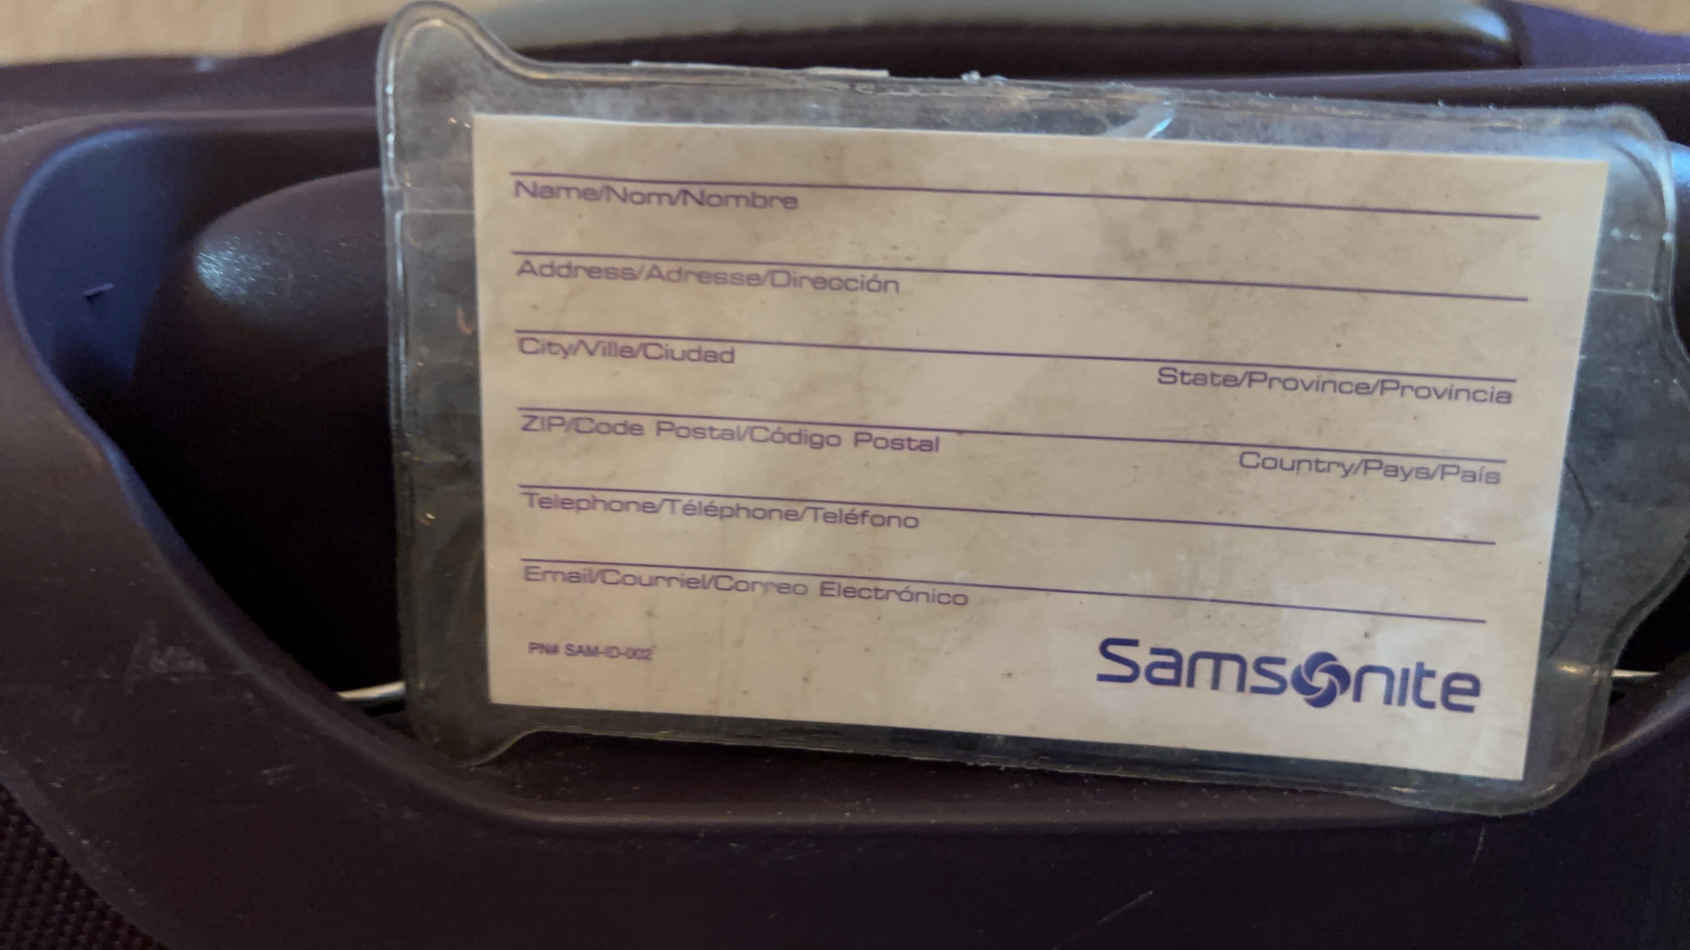 Name/Nom/Nombre
Address/Adresse/Dirección
City/Ville/Ciudad
State/Province/Provincia
ZIP/Code Postal/Código Postal
Country/Pays/País
Telephone/Téléphone/Teléfono
Email/Courriel/Correo Electrónico
PN# SAM-ID-002
Samsonite